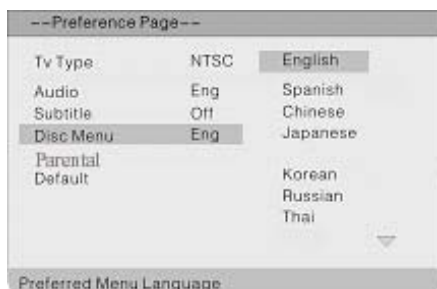 --Preference Page--
Tv Type NTSC English
Audio Eng Spanish
Subtitle Off Chinese
Disc Menu Eng Japanese
Parental
Default Korean
Russian
Thai
Preferred Menu Language